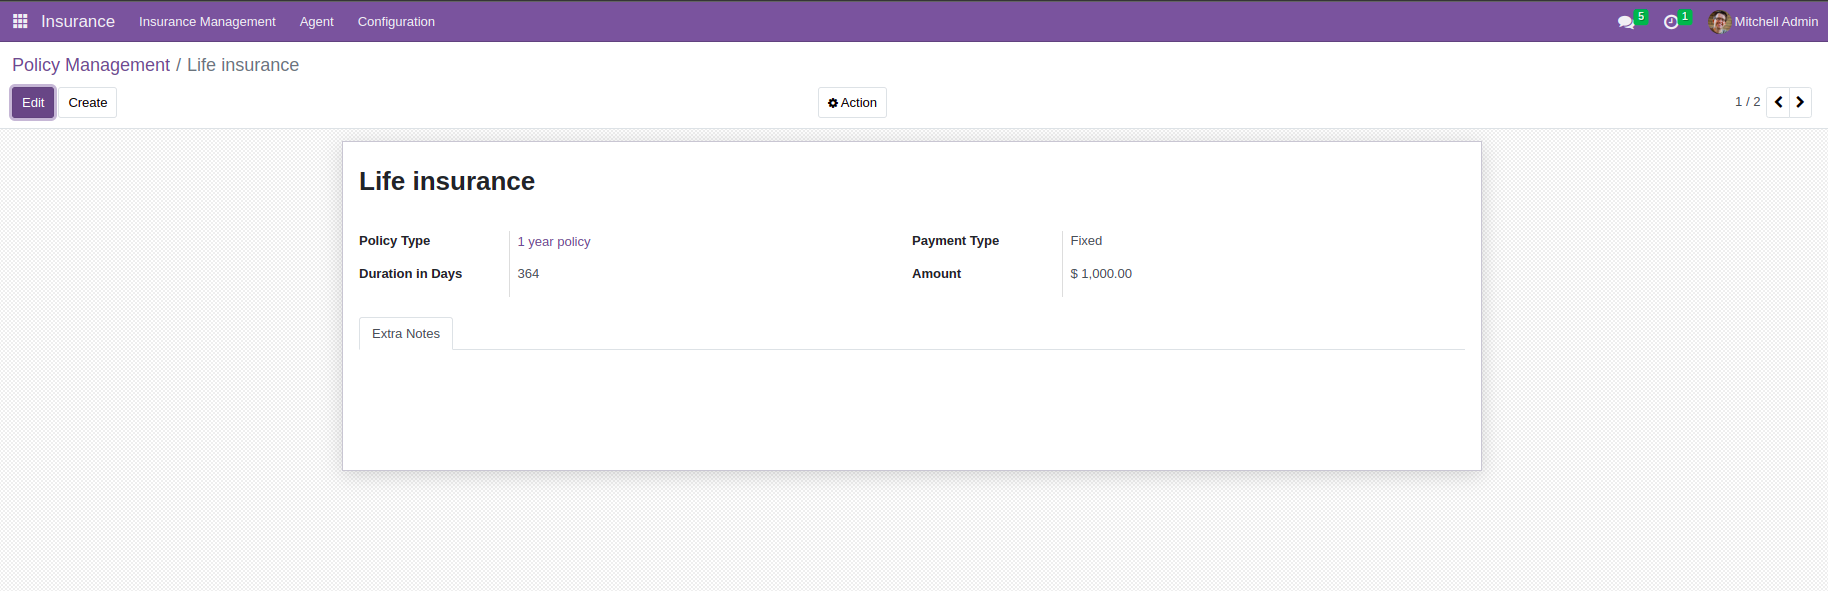 Insurance Insurance Management Agent Configuration 5 1 Mitchell Admin
Policy Management / Life insurance
Edit Create Action 1 / 2
Life insurance
Policy Type 1 year policy Payment Type Fixed
Duration in Days 364 Amount $ 1,000.00
Extra Notes